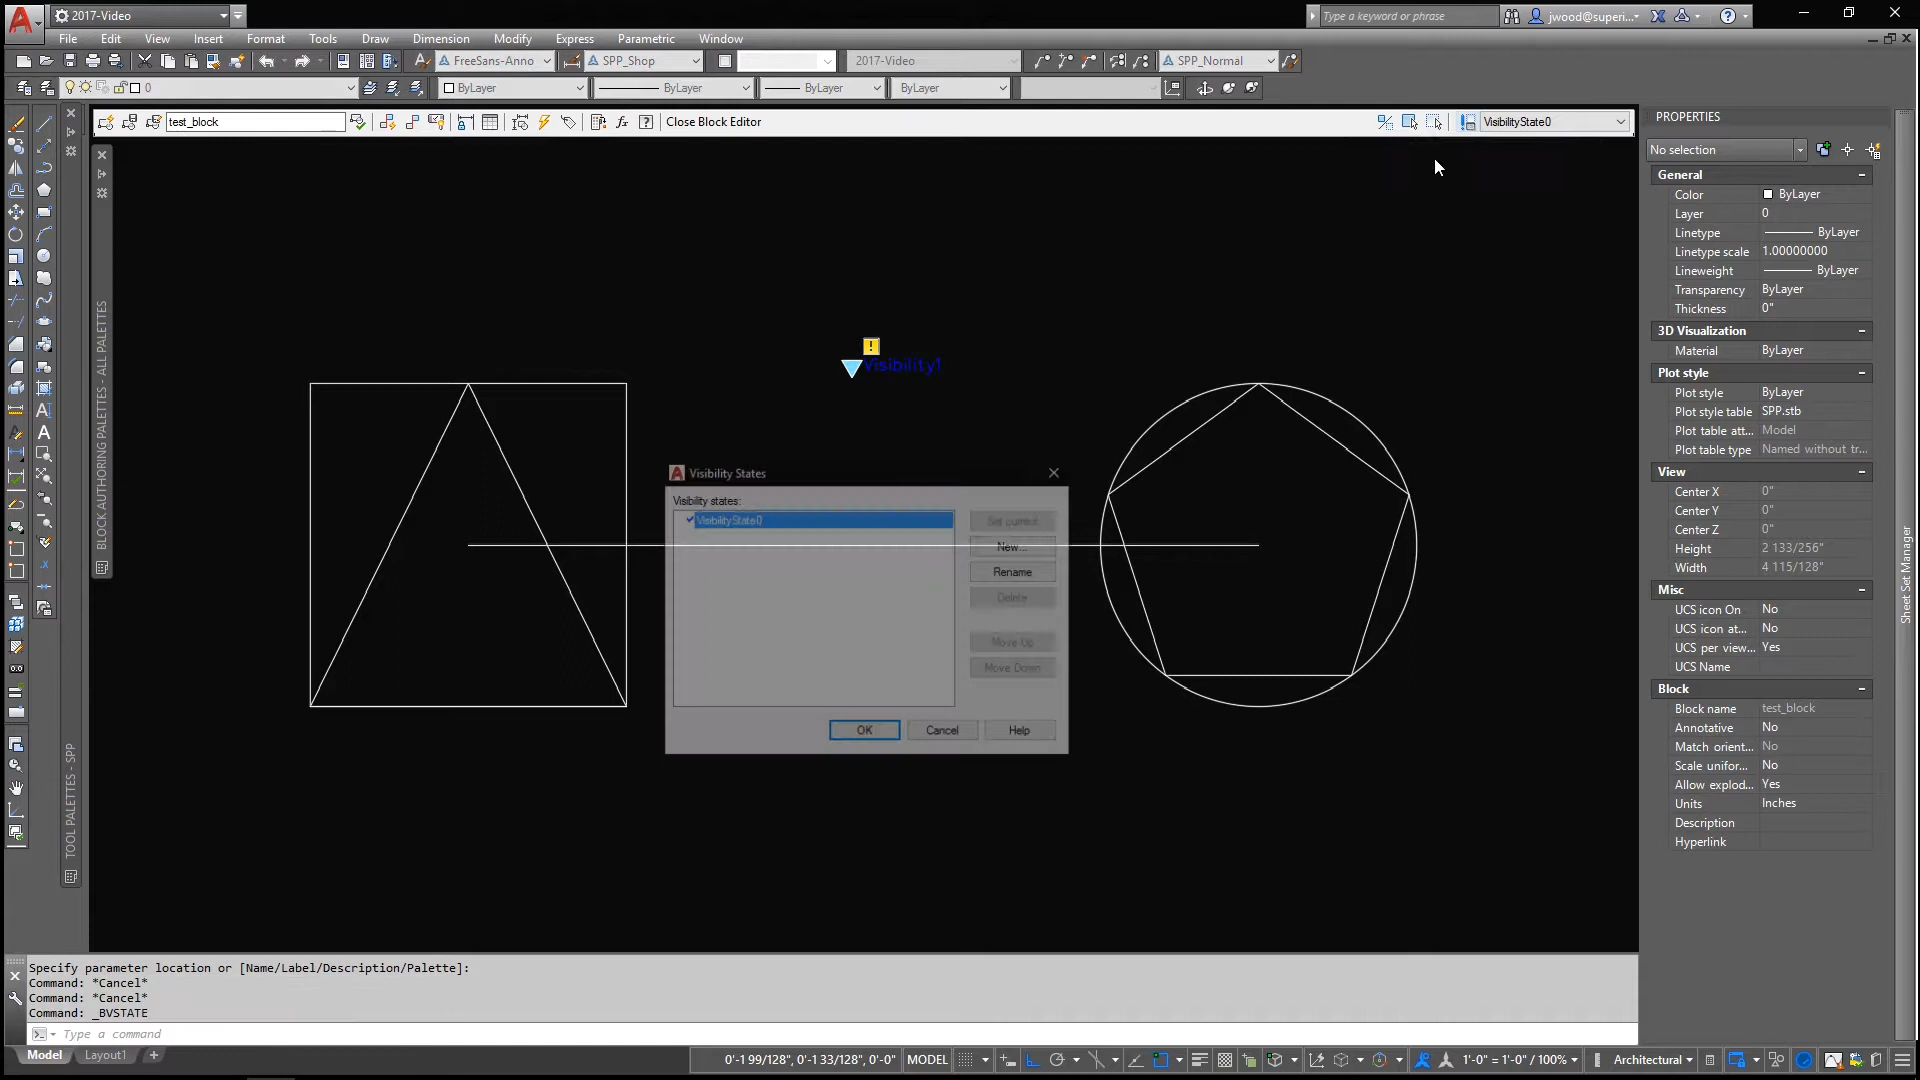 2017-Video
Type a keyword or phrase
jwood@superi...
File Edit View Insert Format Tools Draw Dimension Modify Express Parametric Window
FreeSans-Anno
SPP_Shop
2017-Video
SPP_Normal
0
ByLayer
ByLayer
ByLayer
ByLayer
test_block
Close Block Editor
VisibilityState0
PROPERTIES
No selection
General
Color ByLayer
Layer 0
Linetype ByLayer
Linetype scale 1.00000000
Lineweight ByLayer
Transparency ByLayer
Thickness 0"
3D Visualization
Material ByLayer
Plot style
Plot style ByLayer
Plot style table SPP.stb
Plot table att... Model
Plot table type Named without tr...
View
Center X 0"
Center Y 0"
Center Z 0"
Height 2 133/256"
Width 4 115/128"
Misc
UCS icon On No
UCS icon at... No
UCS per view... Yes
UCS Name
Block
Block name test_block
Annotative No
Match orient... No
Scale unifor... No
Allow explod... Yes
Units Inches
Description
Hyperlink
Sheet Set Manager
BLOCK AUTHORING PALETTES - ALL PALETTES
TOOL PALETTES - SPP
!
Visibility1
Visibility States
Visibility states:
VisibilityState0
Set current
New...
Rename
Delete
Move Up
Move Down
OK Cancel Help
Specify parameter location or [Name/Label/Description/Palette]:
Command: *Cancel*
Command: *Cancel*
Command: _BVSTATE
Type a command
Model Layout1 +
0'-1 99/128", 0'-1 33/128", 0'-0" MODEL
1'-0" = 1'-0" / 100%
Architectural